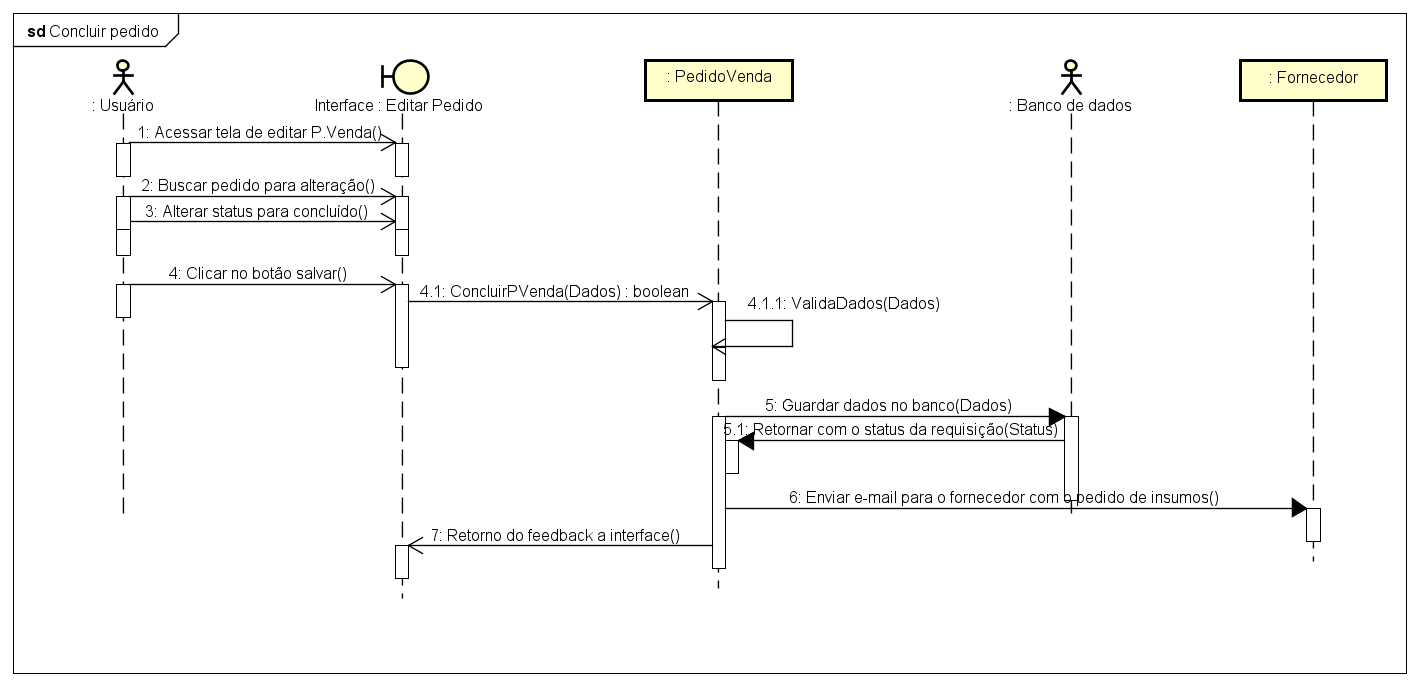 sd Concluir pedido
: Usuário
Interface : Editar Pedido
: PedidoVenda
: Banco de dados
: Fornecedor
1: Acessar tela de editar P.Venda()
2: Buscar pedido para alteração()
3: Alterar status para concluído()
4: Clicar no botão salvar()
4.1: ConcluirPVenda(Dados) : boolean
4.1.1: ValidaDados(Dados)
5: Guardar dados no banco(Dados)
5.1: Retornar com o status da requisição(Status)
6: Enviar e-mail para o fornecedor com o pedido de insumos()
7: Retorno do feedback a interface()